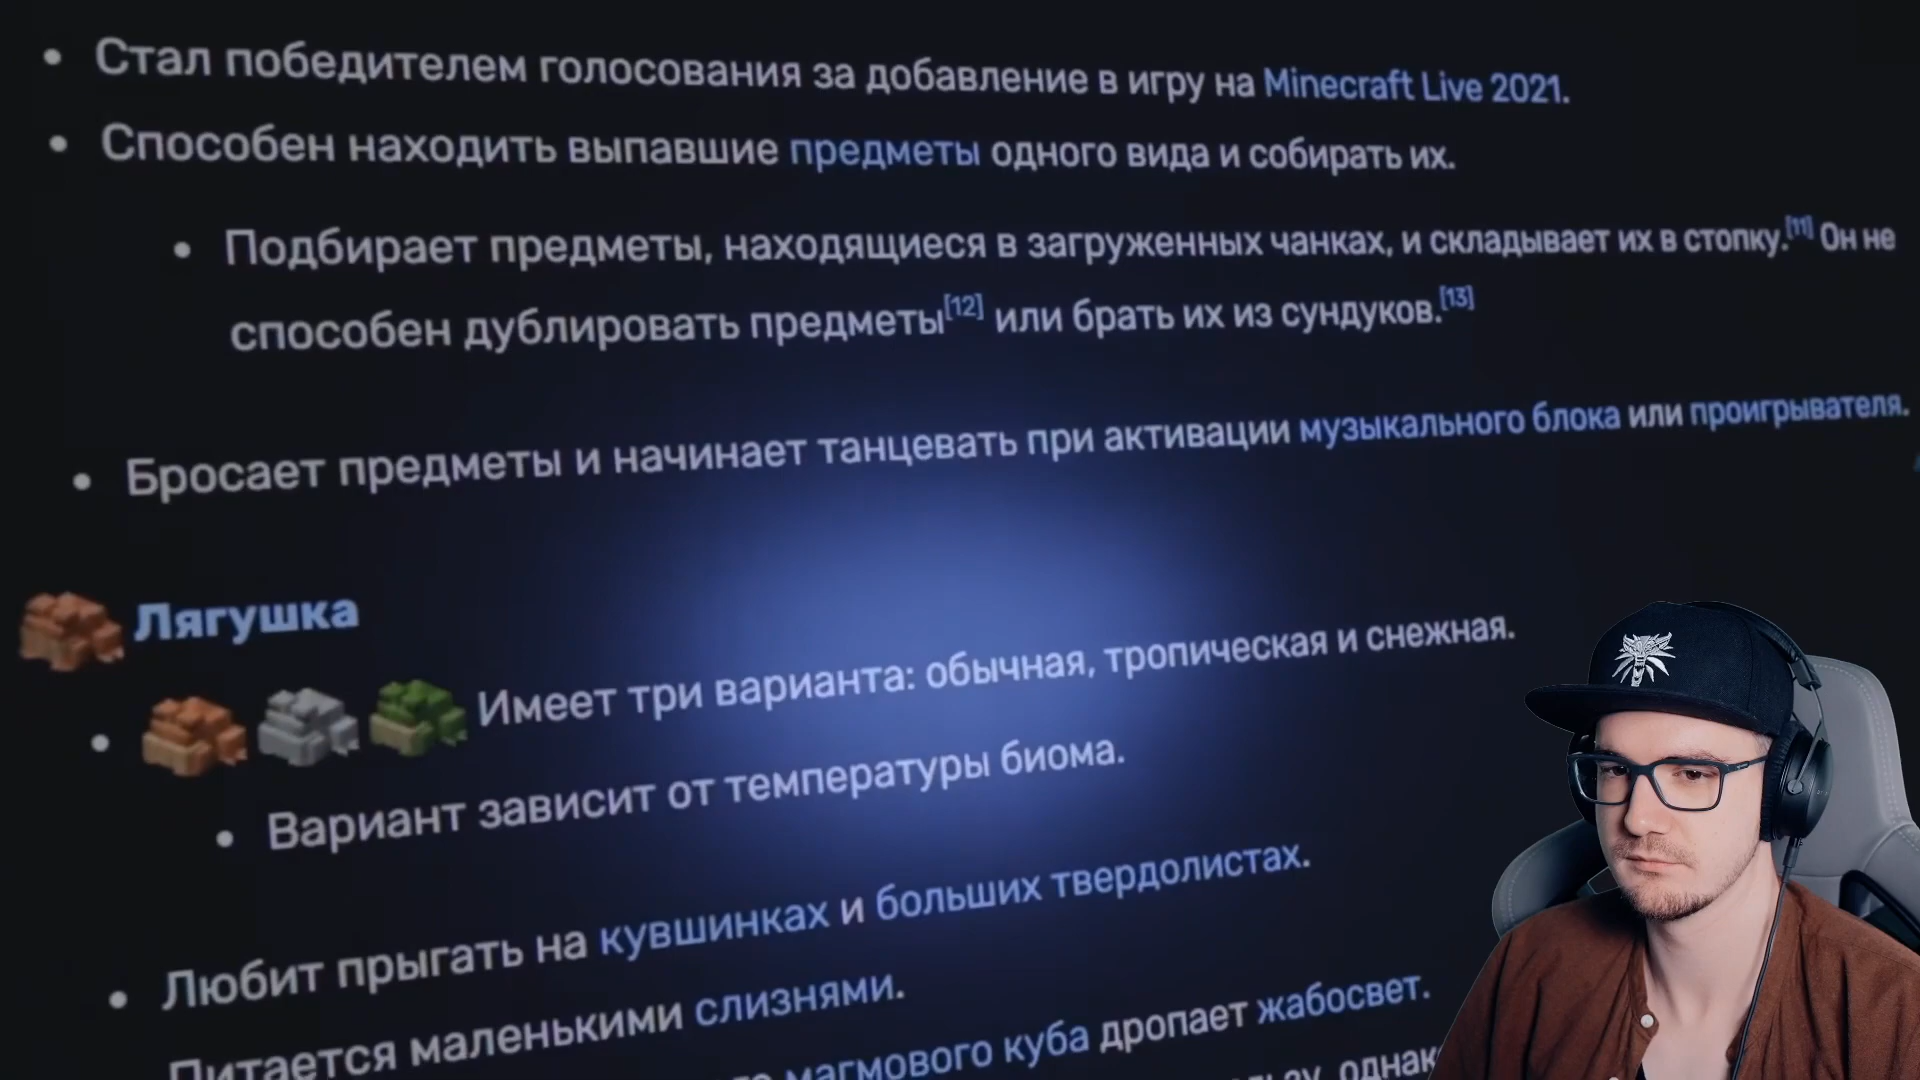 Стал победителем голосования за добавление в игру на Minecraft Live 2021.
Способен находить выпавшие предметы одного вида и собирать их.
Подбирает предметы, находящиеся в загруженных чанках, и складывает их в стопку.[11] Он не
способен дублировать предметы[12] или брать их из сундуков.[13]
Бросает предметы и начинает танцевать при активации музыкального блока или проигрывателя.
Лягушка
Имеет три варианта: обычная, тропическая и снежная.
Вариант зависит от температуры биома.
Любит прыгать на кувшинках и больших твердолистах.
Питается маленькими слизнями.
магмового куба дропает жабосвет.